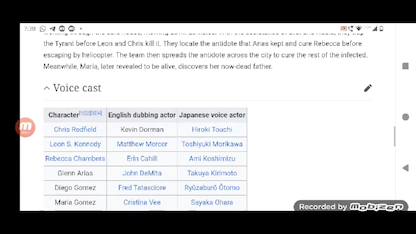 7:39
the Tyrant before Leon and Chris kill it. They locate the antidote that Arias kept and cure Rebecca before
escaping by helicopter. The team then spreads the antidote across the city to cure the rest of the infected.
Meanwhile, Maria, later revealed to be alive, discovers her now-dead father.
Voice cast
Character English dubbing actor Japanese voice actor
Chris Redfield Kevin Dorman Hiroki Touchi
Leon S. Kennedy Matthew Mercer Toshiyuki Morikawa
Rebecca Chambers Erin Cahill Ami Koshimizu
Glenn Arias John DeMita Takuya Kirimoto
Diego Gomez Fred Tatasciore Ryūzaburō Ōtomo
Maria Gomez Cristina Vee Sayaka Ohara
Recorded by Mobizen